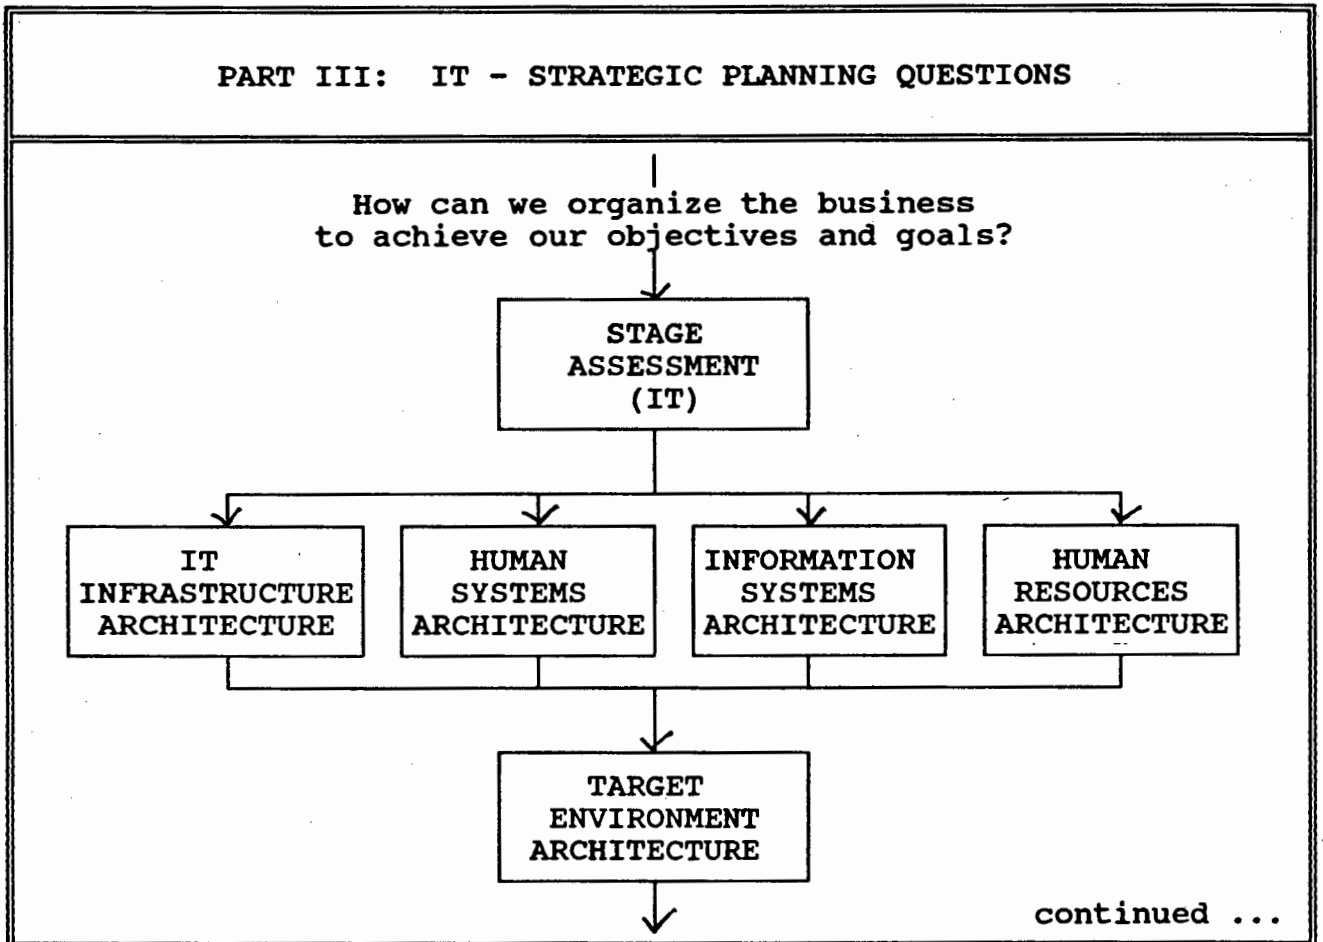 PART III: IT - STRATEGIC PLANNING QUESTIONS
How can we organize the business
to achieve our objectives and goals?
STAGE
ASSESSMENT
(IT)
IT
INFRASTRUCTURE
ARCHITECTURE
HUMAN
SYSTEMS
ARCHITECTURE
INFORMATION
SYSTEMS
ARCHITECTURE
HUMAN
RESOURCES
ARCHITECTURE
TARGET
ENVIRONMENT
ARCHITECTURE
continued ...